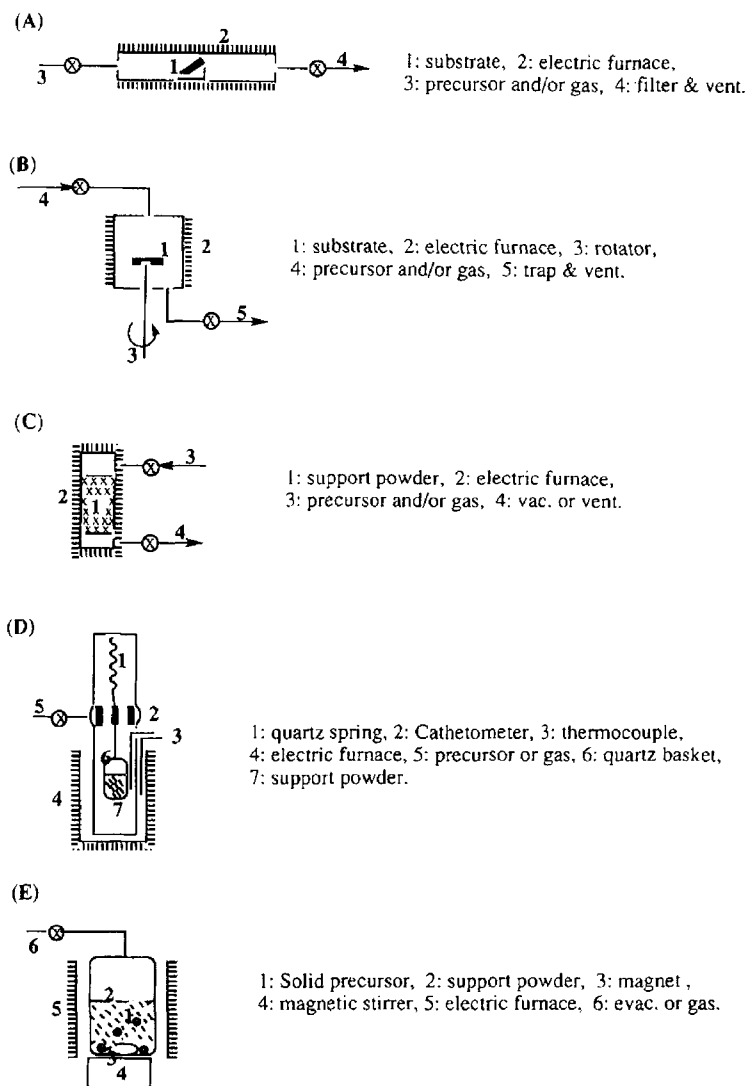 (A)
2
1
3
4
1: substrate, 2: electric furnace,
3: precursor and/or gas, 4: filter & vent.
(B)
4
1
2
5
3
1: substrate, 2: electric furnace, 3: rotator,
4: precursor and/or gas, 5: trap & vent.
(C)
3
2
1
4
1: support powder, 2: electric furnace,
3: precursor and/or gas, 4: vac. or vent.
(D)
1
5
2
3
6
4
7
1: quartz spring, 2: Cathetometer, 3: thermocouple,
4: electric furnace, 5: precursor or gas, 6: quartz basket,
7: support powder.
(E)
6
2
5
1
3
4
1: Solid precursor, 2: support powder, 3: magnet ,
4: magnetic stirrer, 5: electric furnace, 6: evac. or gas.